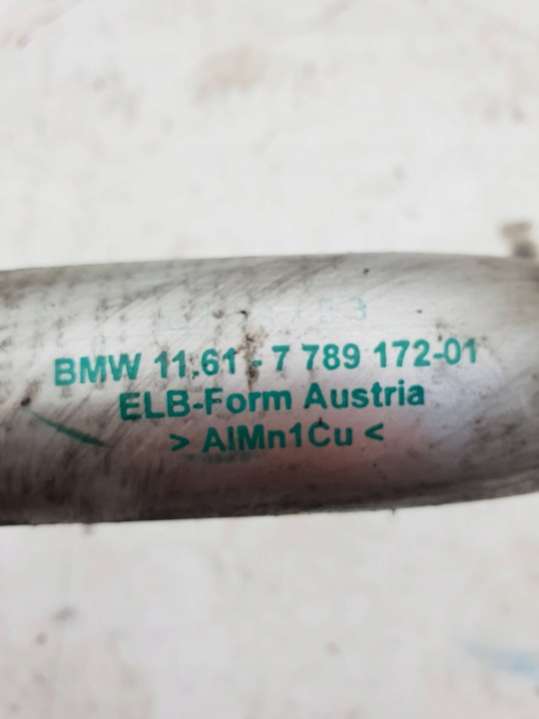 BMW 11.61 - 7 789 172-01
ELB-Form Austria
> AlMn1Cu <